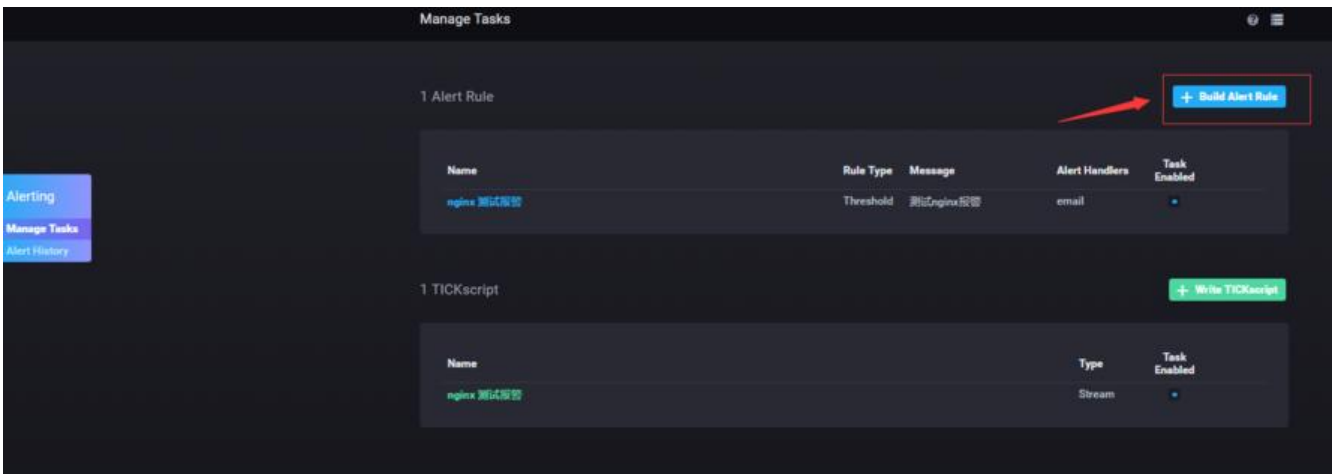 Manage Tasks
1 Alert Rule
+ Build Alert Rule
Name Rule Type Message Alert Handlers Task Enabled
nginx 测试报警 Threshold 测试nginx报警 email
Alerting
Manage Tasks
Alert History
1 TICKscript
+ Write TICKscript
Name Type Task Enabled
nginx 测试报警 Stream